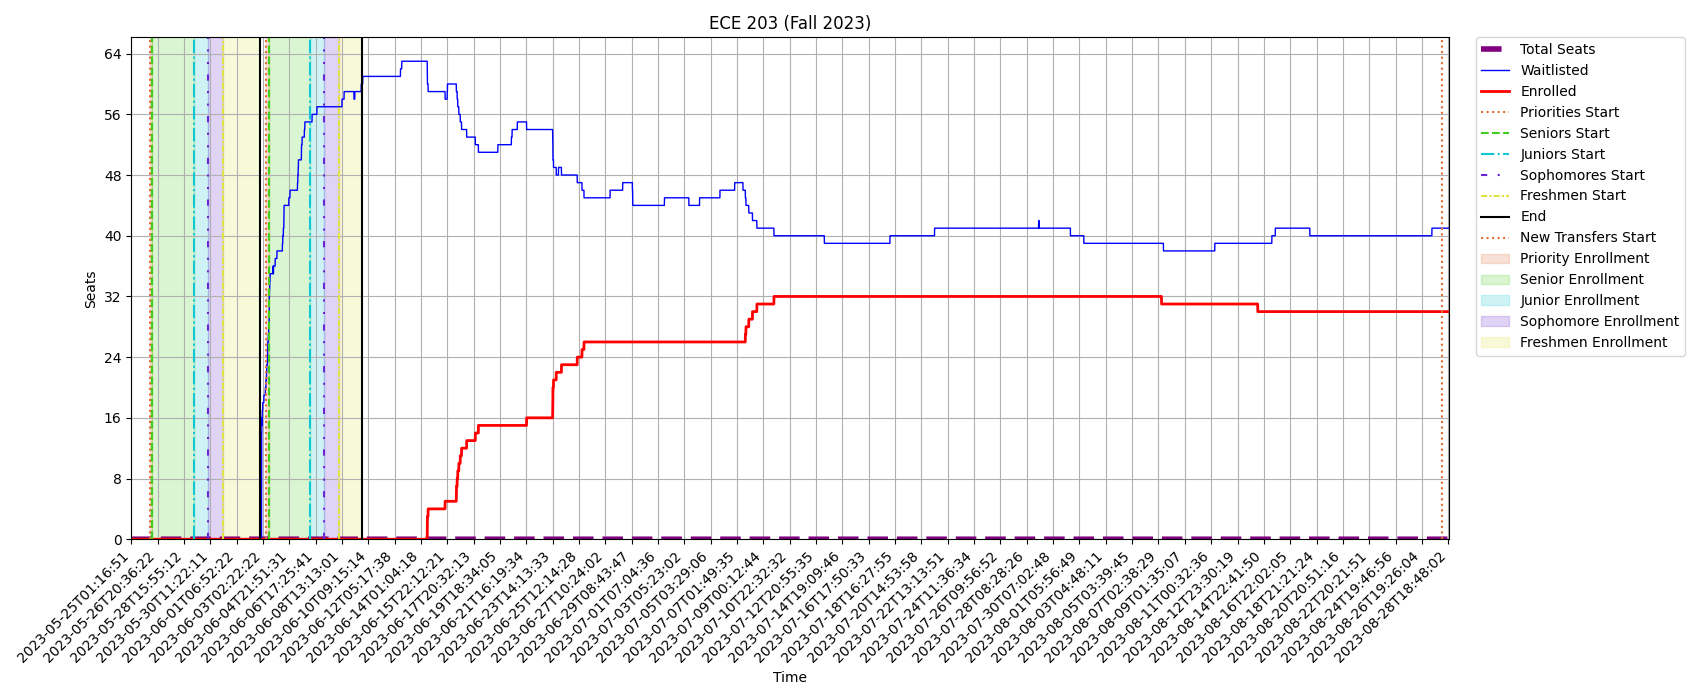 ECE 203 (Fall 2023)
Seats
64
56
48
40
32
24
16
8
0
2023-05-25T01:16:51
2023-05-26T20:36:22
2023-05-28T15:55:12
2023-05-30T11:22:11
2023-06-01T06:52:22
2023-06-03T02:22:22
2023-06-04T21:51:31
2023-06-06T17:25:41
2023-06-08T13:13:01
2023-06-10T09:15:14
2023-06-12T05:17:38
2023-06-14T01:04:18
2023-06-15T22:12:21
2023-06-17T20:32:13
2023-06-19T18:34:05
2023-06-21T16:19:34
2023-06-23T14:13:33
2023-06-25T12:14:28
2023-06-27T10:24:02
2023-06-29T08:43:47
2023-07-01T07:04:36
2023-07-03T05:23:02
2023-07-05T03:29:06
2023-07-07T01:49:35
2023-07-09T00:12:44
2023-07-10T22:32:32
2023-07-12T20:55:35
2023-07-14T19:09:46
2023-07-16T17:50:33
2023-07-18T16:27:55
2023-07-20T14:53:58
2023-07-22T13:13:51
2023-07-24T11:36:34
2023-07-26T09:56:52
2023-07-28T08:28:26
2023-07-30T07:02:48
2023-08-01T05:56:49
2023-08-03T04:48:11
2023-08-05T03:39:45
2023-08-07T02:38:29
2023-08-09T01:35:07
2023-08-11T00:32:36
2023-08-12T23:30:19
2023-08-14T22:41:50
2023-08-16T22:02:05
2023-08-18T21:21:24
2023-08-20T20:51:16
2023-08-22T20:21:51
2023-08-24T19:46:56
2023-08-26T19:26:04
2023-08-28T18:48:02
Time
Total Seats
Waitlisted
Enrolled
Priorities Start
Seniors Start
Juniors Start
Sophomores Start
Freshmen Start
End
New Transfers Start
Priority Enrollment
Senior Enrollment
Junior Enrollment
Sophomore Enrollment
Freshmen Enrollment